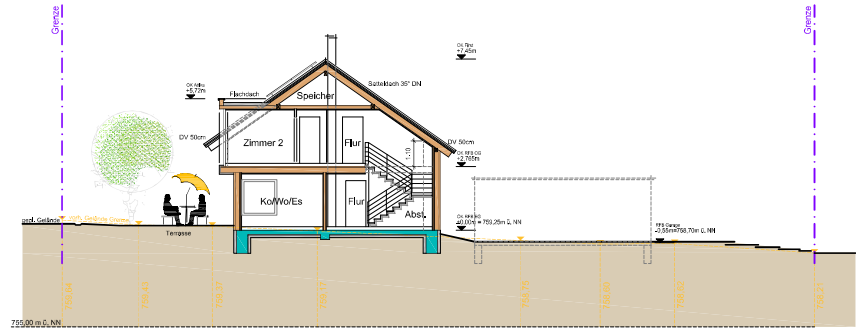 Grenze
Grenze
OK First
+7,45m
OK Attika
+5,72m
Flachdach
Satteldach 35° DN
Speicher
DV 50cm
Zimmer 2
Flur
DV 50cm
1.10
OK RFB OG
+2.765m
Ko/Wo/Es
Flur
Abst.
OK RFB EG
±0,00m = 759,25m ü. NN
RFB Garage
-0,55m=758,70m ü. NN
gepl. Gelände
Terrasse
755,00 m ü. NN